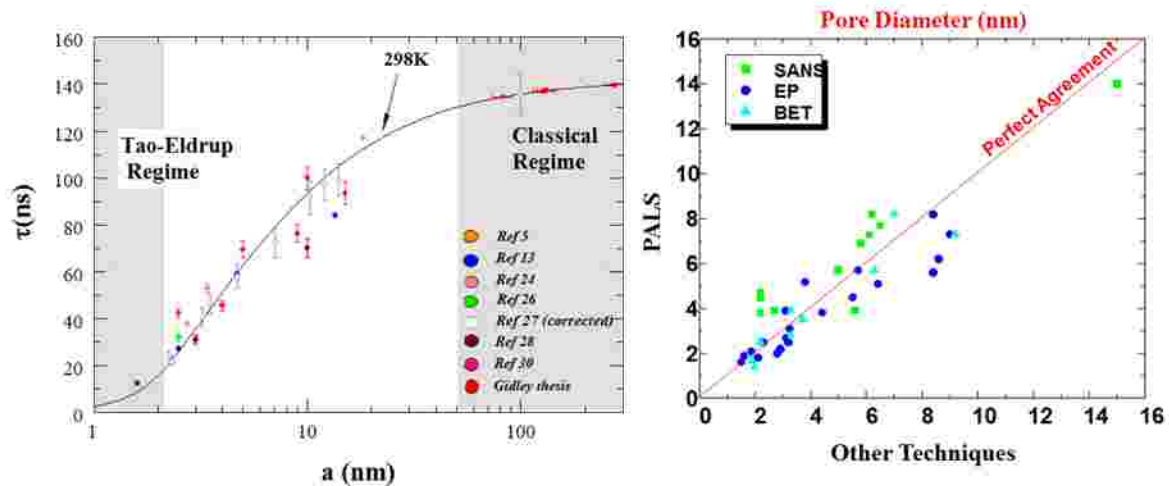 160
140
120
100
80
60
40
20
0
τ(ns)
1
10
100
a (nm)
298K
Tao-Eldrup
Regime
Classical
Regime
Ref 5
Ref 13
Ref 24
Ref 26
Ref 27 (corrected)
Ref 28
Ref 30
Gidley thesis
Pore Diameter (nm)
16
14
12
10
8
6
4
2
0
PALS
SANS
EP
BET
Perfect Agreement
0 2 4 6 8 10 12 14 16
Other Techniques